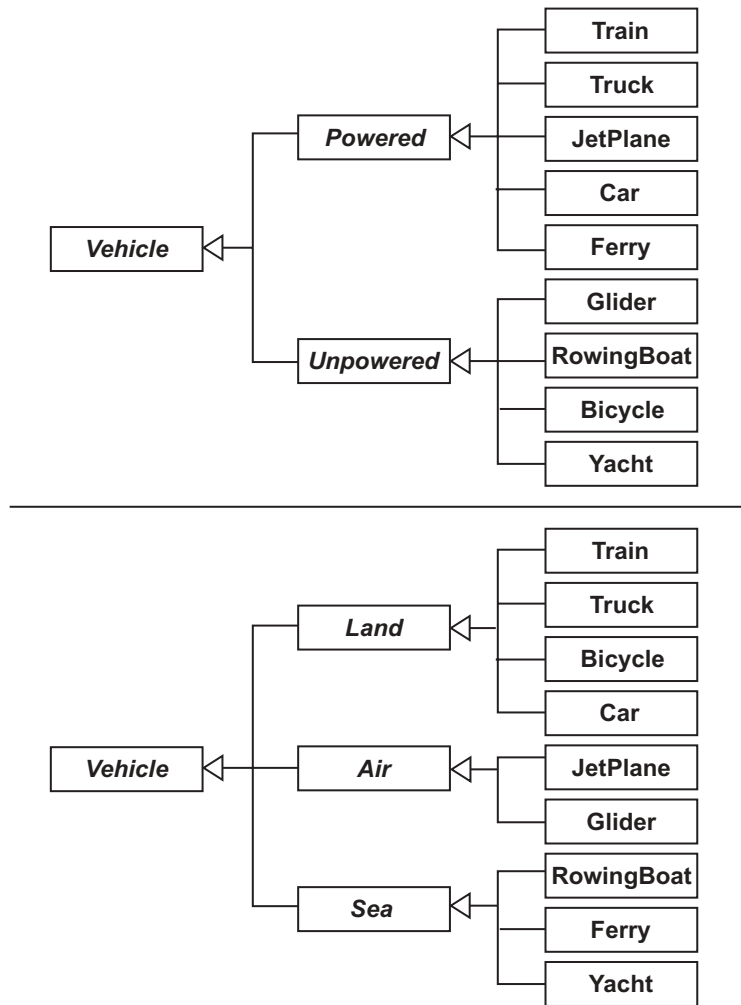 Train
Truck
Powered
JetPlane
Car
Vehicle
Ferry
Glider
Unpowered
RowingBoat
Bicycle
Yacht
Train
Land
Truck
Bicycle
Car
Vehicle
Air
JetPlane
Glider
RowingBoat
Sea
Ferry
Yacht